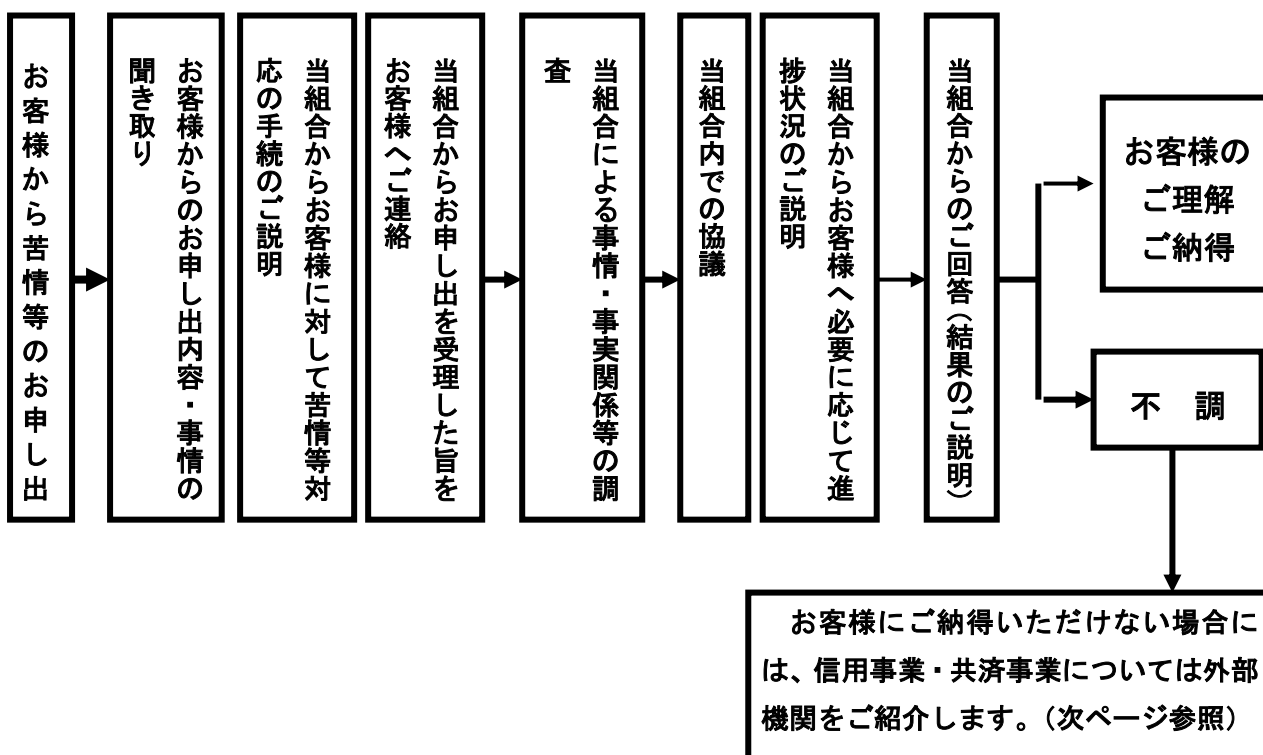 お客様から苦情等のお申し出
お客様からのお申し出内容・事情の
聞き取り
当組合からお客様に対して苦情等対
応の手続のご説明
当組合からお申し出を受理した旨を
お客様へご連絡
当組合による事情・事実関係等の調
査
当組合内での協議
当組合からお客様へ必要に応じて進
捗状況のご説明
当組合からのご回答(結果のご説明)
お客様の
ご理解
ご納得
不 調
お客様にご納得いただけない場合に
は、信用事業・共済事業については外部
機関をご紹介します。(次ページ参照)